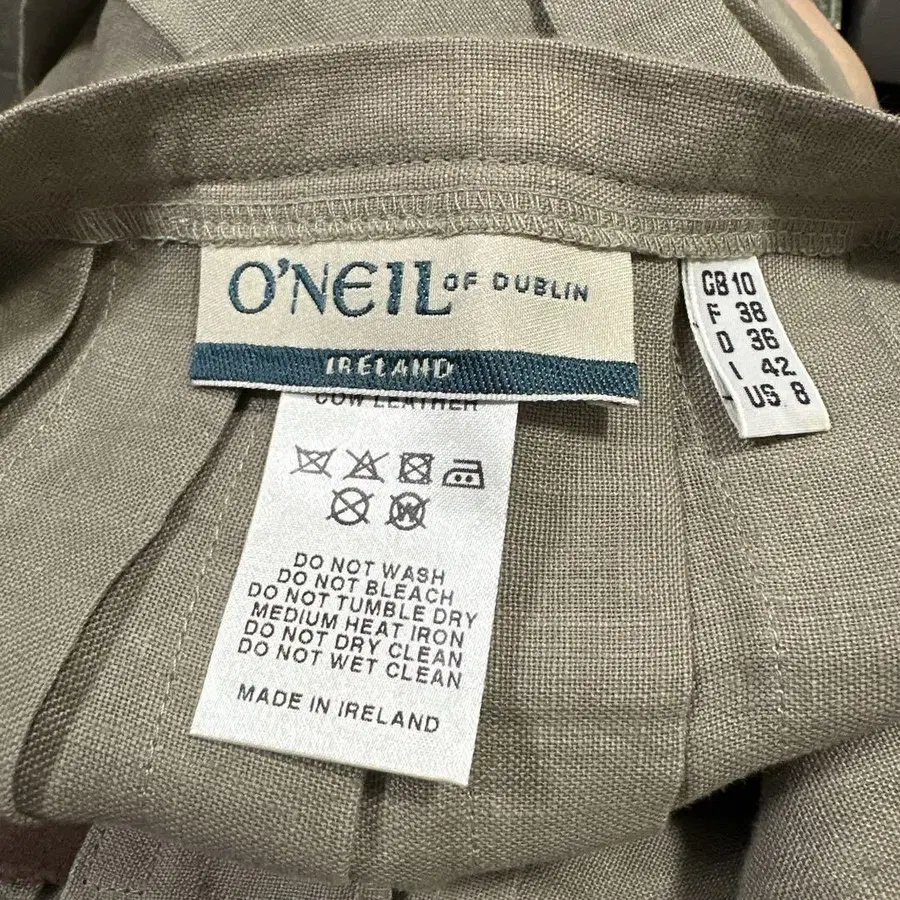 O'NEIL OF DUBLIN
IRELAND
COW LEATHER
W
DO NOT WASH
DO NOT BLEACH
DO NOT TUMBLE DRY
MEDIUM HEAT IRON
DO NOT DRY CLEAN
DO NOT WET CLEAN
MADE IN IRELAND
GB 10
F 38
D 36
I 42
US 8